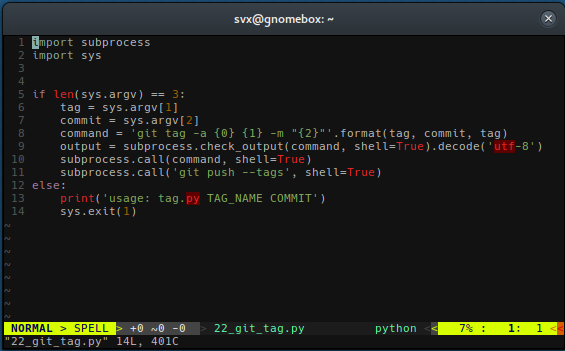 svx@gnomebox: ~
1 import subprocess
2 import sys
3
4
5 if len(sys.argv) == 3:
6     tag = sys.argv[1]
7     commit = sys.argv[2]
8     command = 'git tag -a {0} {1} -m "{2}"'.format(tag, commit, tag)
9     output = subprocess.check_output(command, shell=True).decode('utf-8')
10     subprocess.call(command, shell=True)
11     subprocess.call('git push --tags', shell=True)
12 else:
13     print('usage: tag.py TAG_NAME COMMIT')
14     sys.exit(1)
~
~
~
~
~
~
~
NORMAL > SPELL > +0 ~0 -0 > 22_git_tag.py python < < 7% : 1: 1 < <
"22_git_tag.py" 14L, 401C